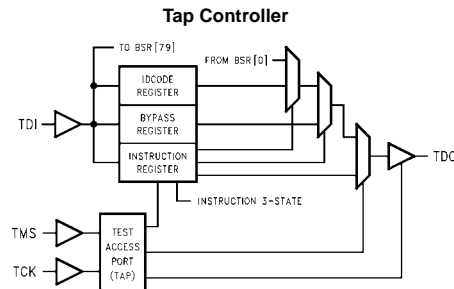 Tap Controller
TO BSR [79]
FROM BSR [0]
IDCODE
REGISTER
BYPASS
REGISTER
INSTRUCTION
REGISTER
TDI
TDO
INSTRUCTION 3-STATE
TMS
TCK
TEST
ACCESS
PORT
(TAP)